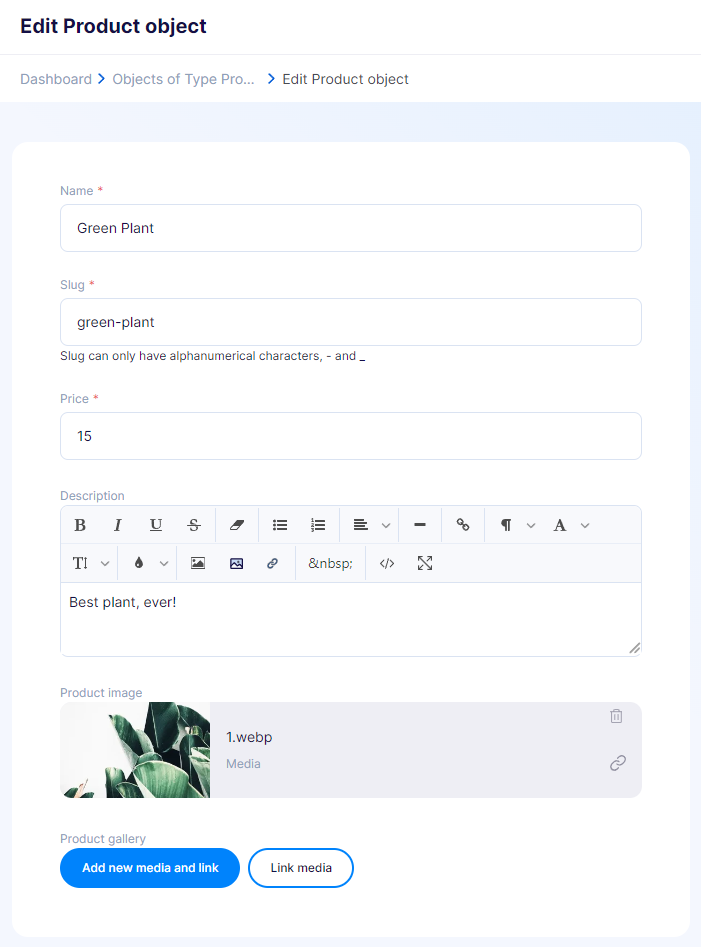 Edit Product object
Dashboard > Objects of Type Pro... > Edit Product object
Name *
Green Plant
Slug *
green-plant
Slug can only have alphanumerical characters, - and _
Price *
15
Description
B I U S A
T &nbsp; </>
Best plant, ever!
Product image
1.webp
Media
Product gallery
Add new media and link Link media